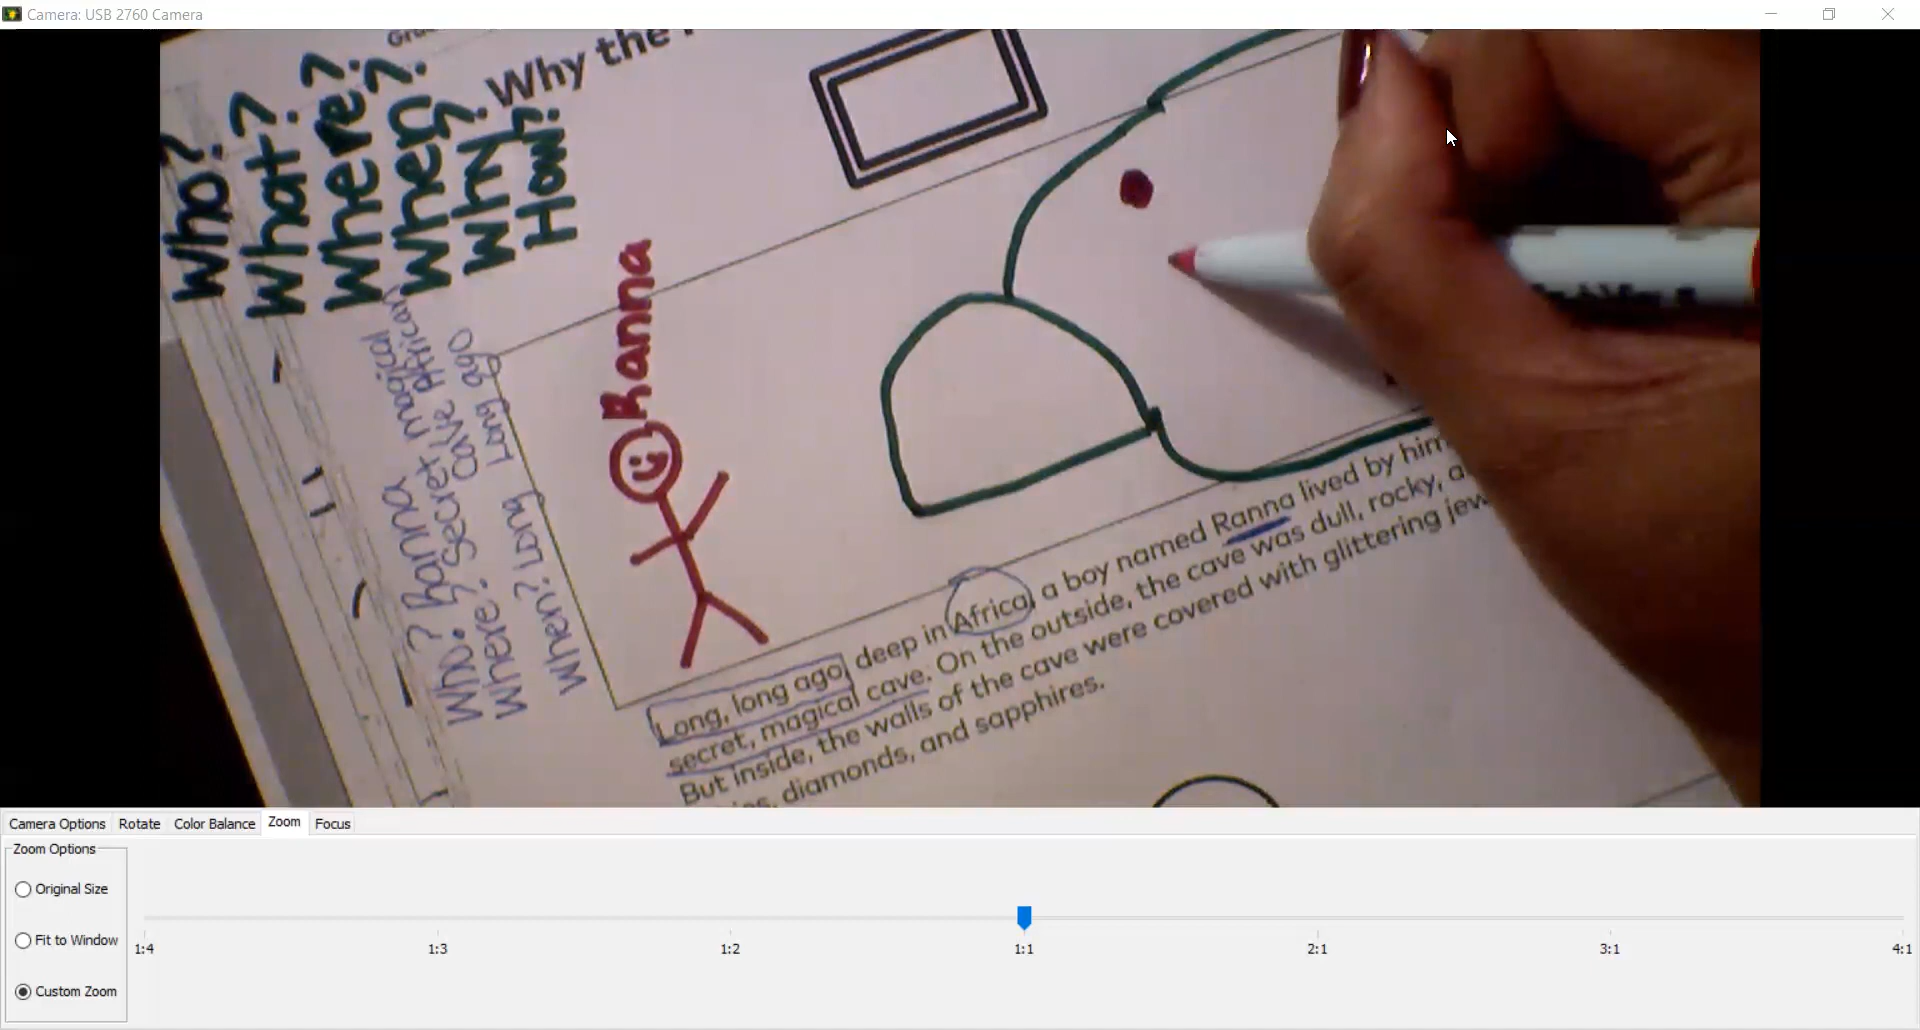 Camera: USB 2760 Camera
Why the
Who?
What?
Where?
When?
Why?
How?
Who? Ranna
Where? Secret magical
cave African
When? Long Long ago
Ranna
Long, long ago, deep in Africa, a boy named Ranna lived by him
secret, magical cave. On the outside, the cave was dull, rocky, a
But inside, the walls of the cave were covered with glittering jew
diamonds, and sapphires.
Camera Options Rotate Color Balance Zoom Focus
Zoom Options
Original Size
Fit to Window
Custom Zoom
1:4 1:3 1:2 1:1 2:1 3:1 4:1